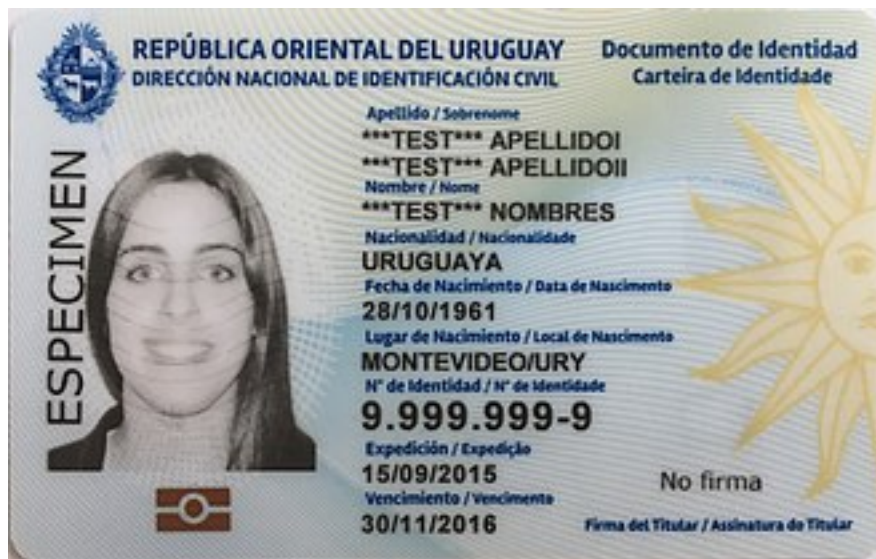 REPÚBLICA ORIENTAL DEL URUGUAY
DIRECCIÓN NACIONAL DE IDENTIFICACIÓN CIVIL
Documento de Identidad
Carteira de Identidade
ESPECIMEN
Apellido / Sobrenome
***TEST*** APELLIDOI
***TEST*** APELLIDOII
Nombre / Nome
***TEST*** NOMBRES
Nacionalidad / Nacionalidade
URUGUAYA
Fecha de Nacimiento / Data de Nascimento
28/10/1961
Lugar de Nacimiento / Local de Nascimento
MONTEVIDEO/URY
N° de Identidad / N° de Identidade
9.999.999-9
Expedición / Expedição
15/09/2015
Vencimiento / Vencimento
30/11/2016
No firma
Firma del Titular / Assinatura do Titular